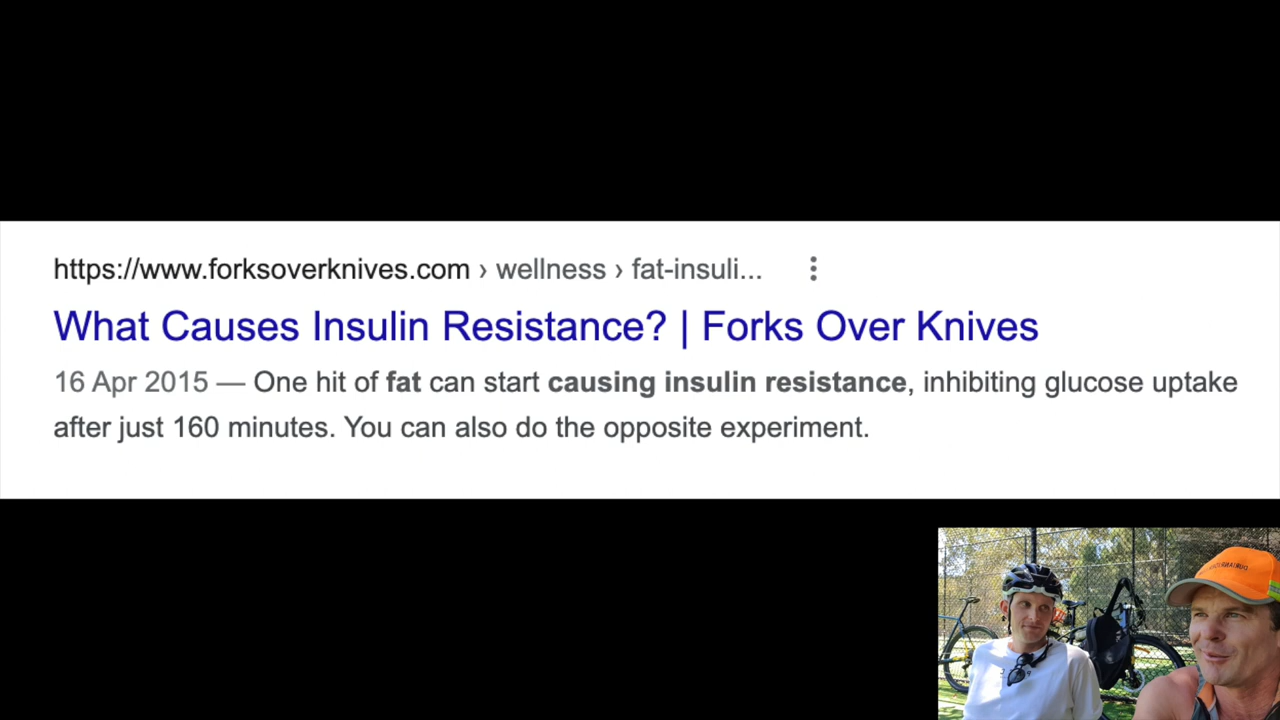 https://www.forksoverknives.com › wellness › fat-insuli...
What Causes Insulin Resistance? | Forks Over Knives
16 Apr 2015 — One hit of fat can start causing insulin resistance, inhibiting glucose uptake
after just 160 minutes. You can also do the opposite experiment.